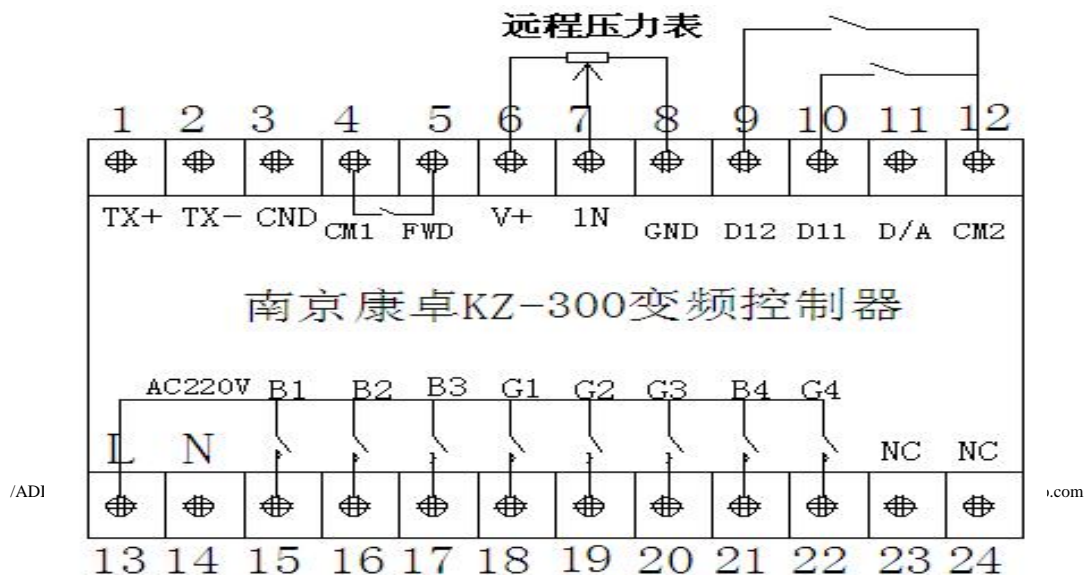 远程压力表
1 2 3 4 5 6 7 8 9 10 11 12
TX+ TX- CND CM1 FWD V+ 1N GND D12 D11 D/A CM2
南京康卓KZ-300变频控制器
AC220V B1 B2 B3 G1 G2 G3 B4 G4
L N NC NC
13 14 15 16 17 18 19 20 21 22 23 24